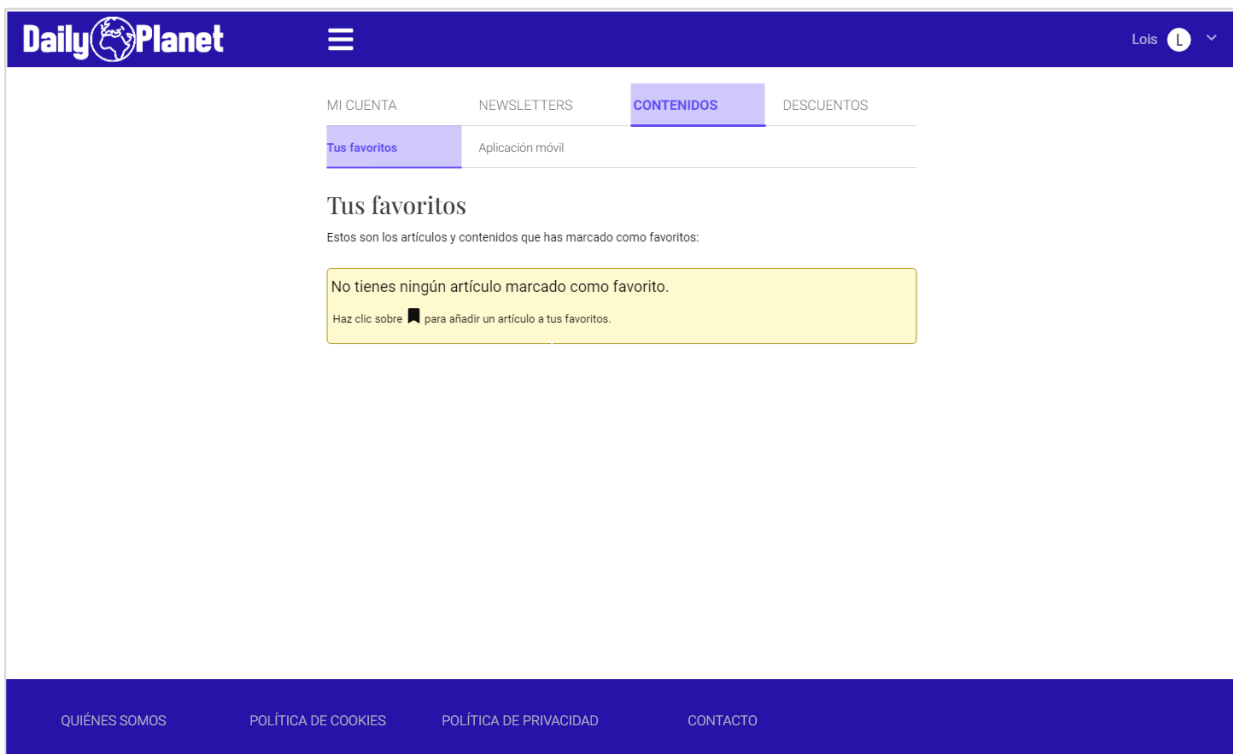 Daily Planet
Lois L
MI CUENTA NEWSLETTERS CONTENIDOS DESCUENTOS
Tus favoritos Aplicación móvil
Tus favoritos
Estos son los artículos y contenidos que has marcado como favoritos:
No tienes ningún artículo marcado como favorito.
Haz clic sobre para añadir un artículo a tus favoritos.
QUIÉNES SOMOS POLÍTICA DE COOKIES POLÍTICA DE PRIVACIDAD CONTACTO